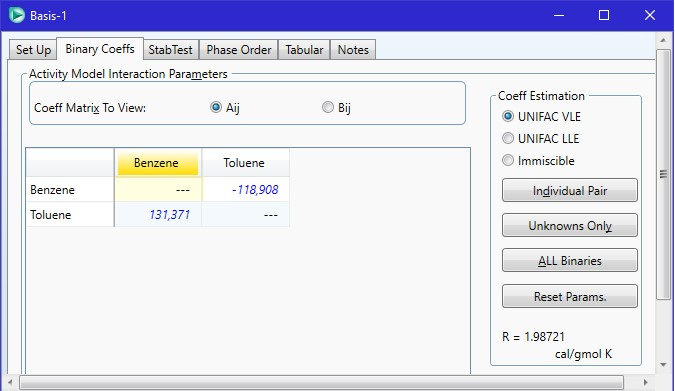 Basis-1
Set Up Binary Coeffs StabTest Phase Order Tabular Notes
Activity Model Interaction Parameters
Coeff Matrix To View: Aij Bij
Benzene Toluene
Benzene --- -118,908
Toluene 131,371 ---
Coeff Estimation
UNIFAC VLE
UNIFAC LLE
Immiscible
Individual Pair
Unknowns Only
ALL Binaries
Reset Params.
R = 1.98721
cal/gmol K